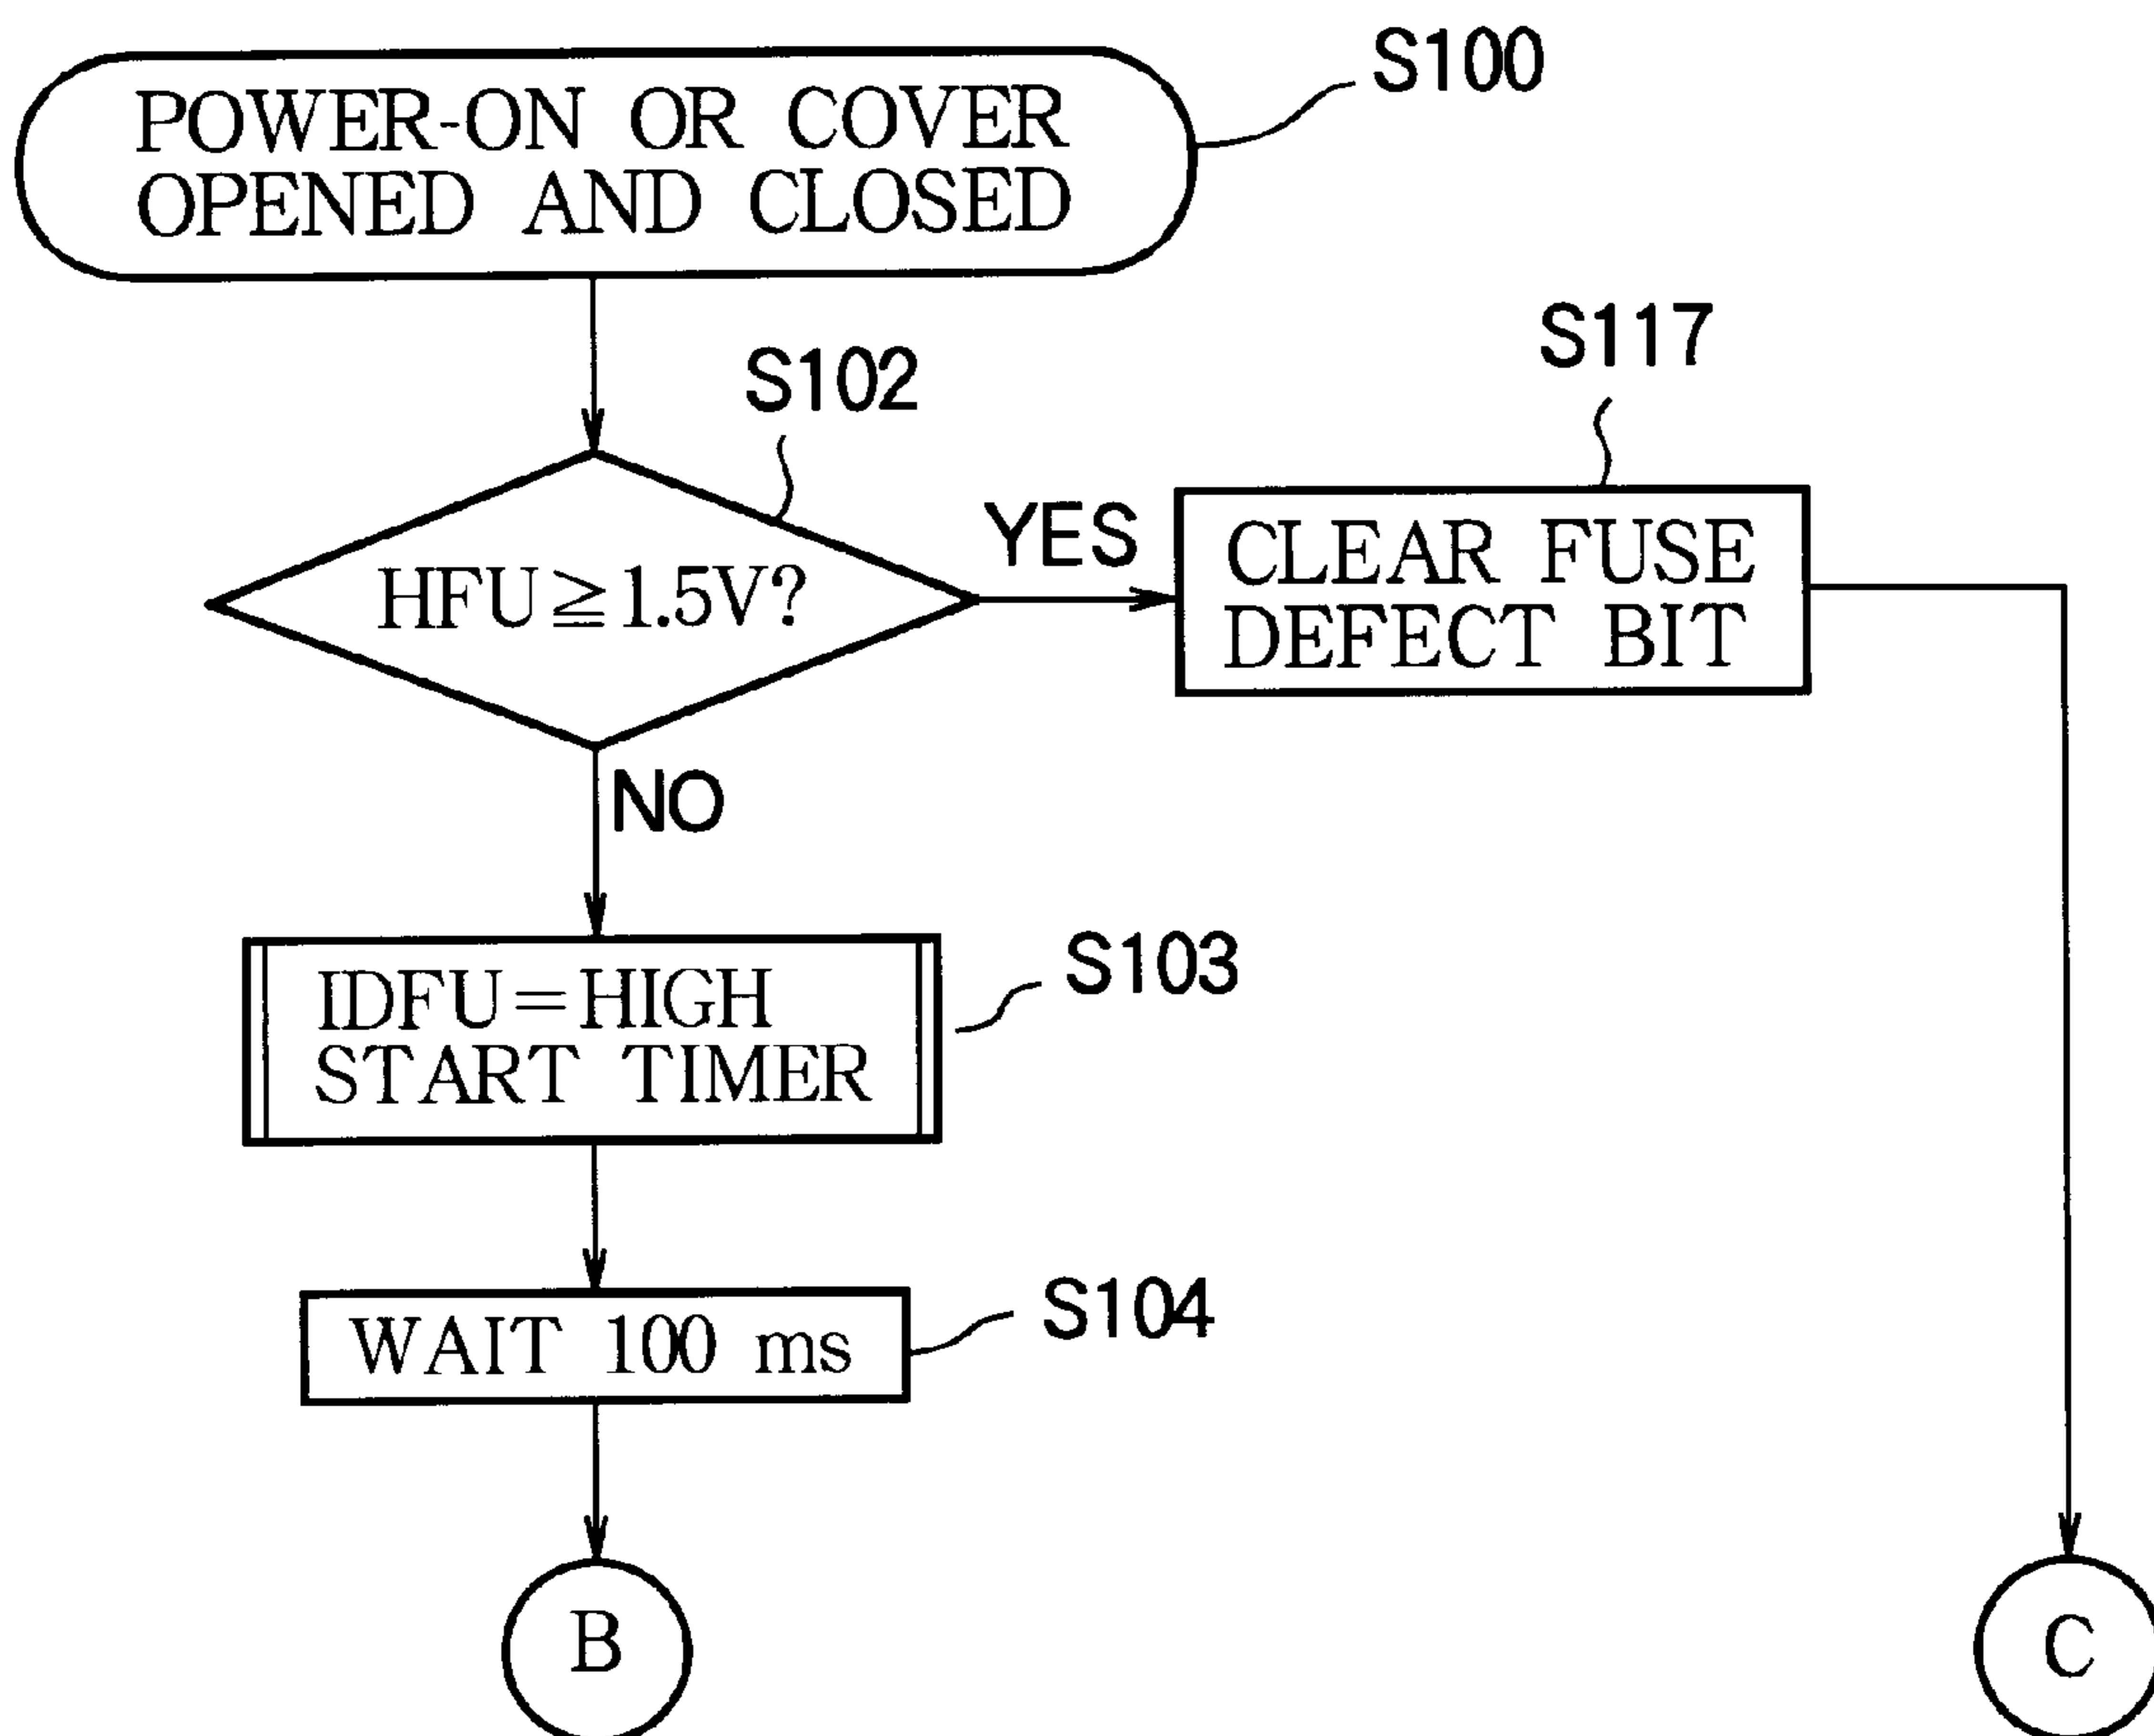 POWER-ON OR COVER
OPENED AND CLOSED
S100
S102
HFU≧1.5V?
YES
S117
CLEAR FUSE
DEFECT BIT
NO
IDFU=HIGH
START TIMER
S103
WAIT 100 ms
S104
B
C